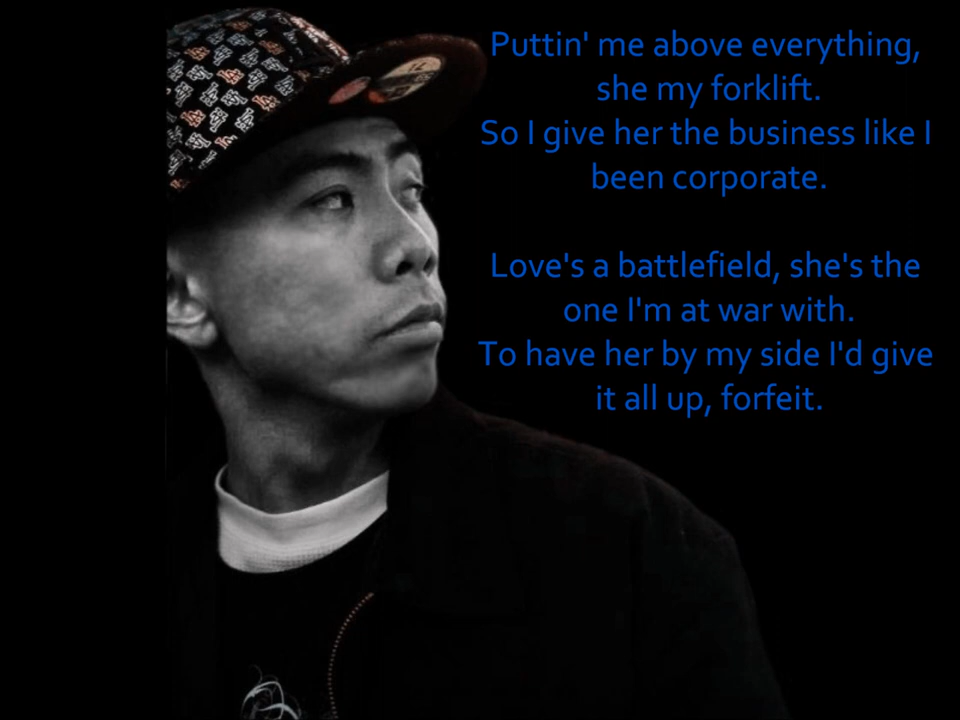 Puttin' me above everything,
she my forklift.
So I give her the business like I
been corporate.
Love's a battlefield, she's the
one I'm at war with.
To have her by my side I'd give
it all up, forfeit.